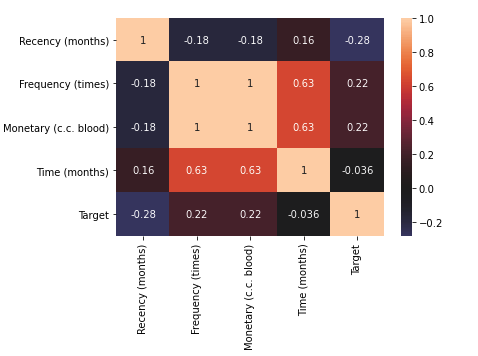 Recency (months) 1 -0.18 -0.18 0.16 -0.28
Frequency (times) -0.18 1 1 0.63 0.22
Monetary (c.c. blood) -0.18 1 1 0.63 0.22
Time (months) 0.16 0.63 0.63 1 -0.036
Target -0.28 0.22 0.22 -0.036 1
Recency (months)
Frequency (times)
Monetary (c.c. blood)
Time (months)
Target
1.0
0.8
0.6
0.4
0.2
0.0
−0.2